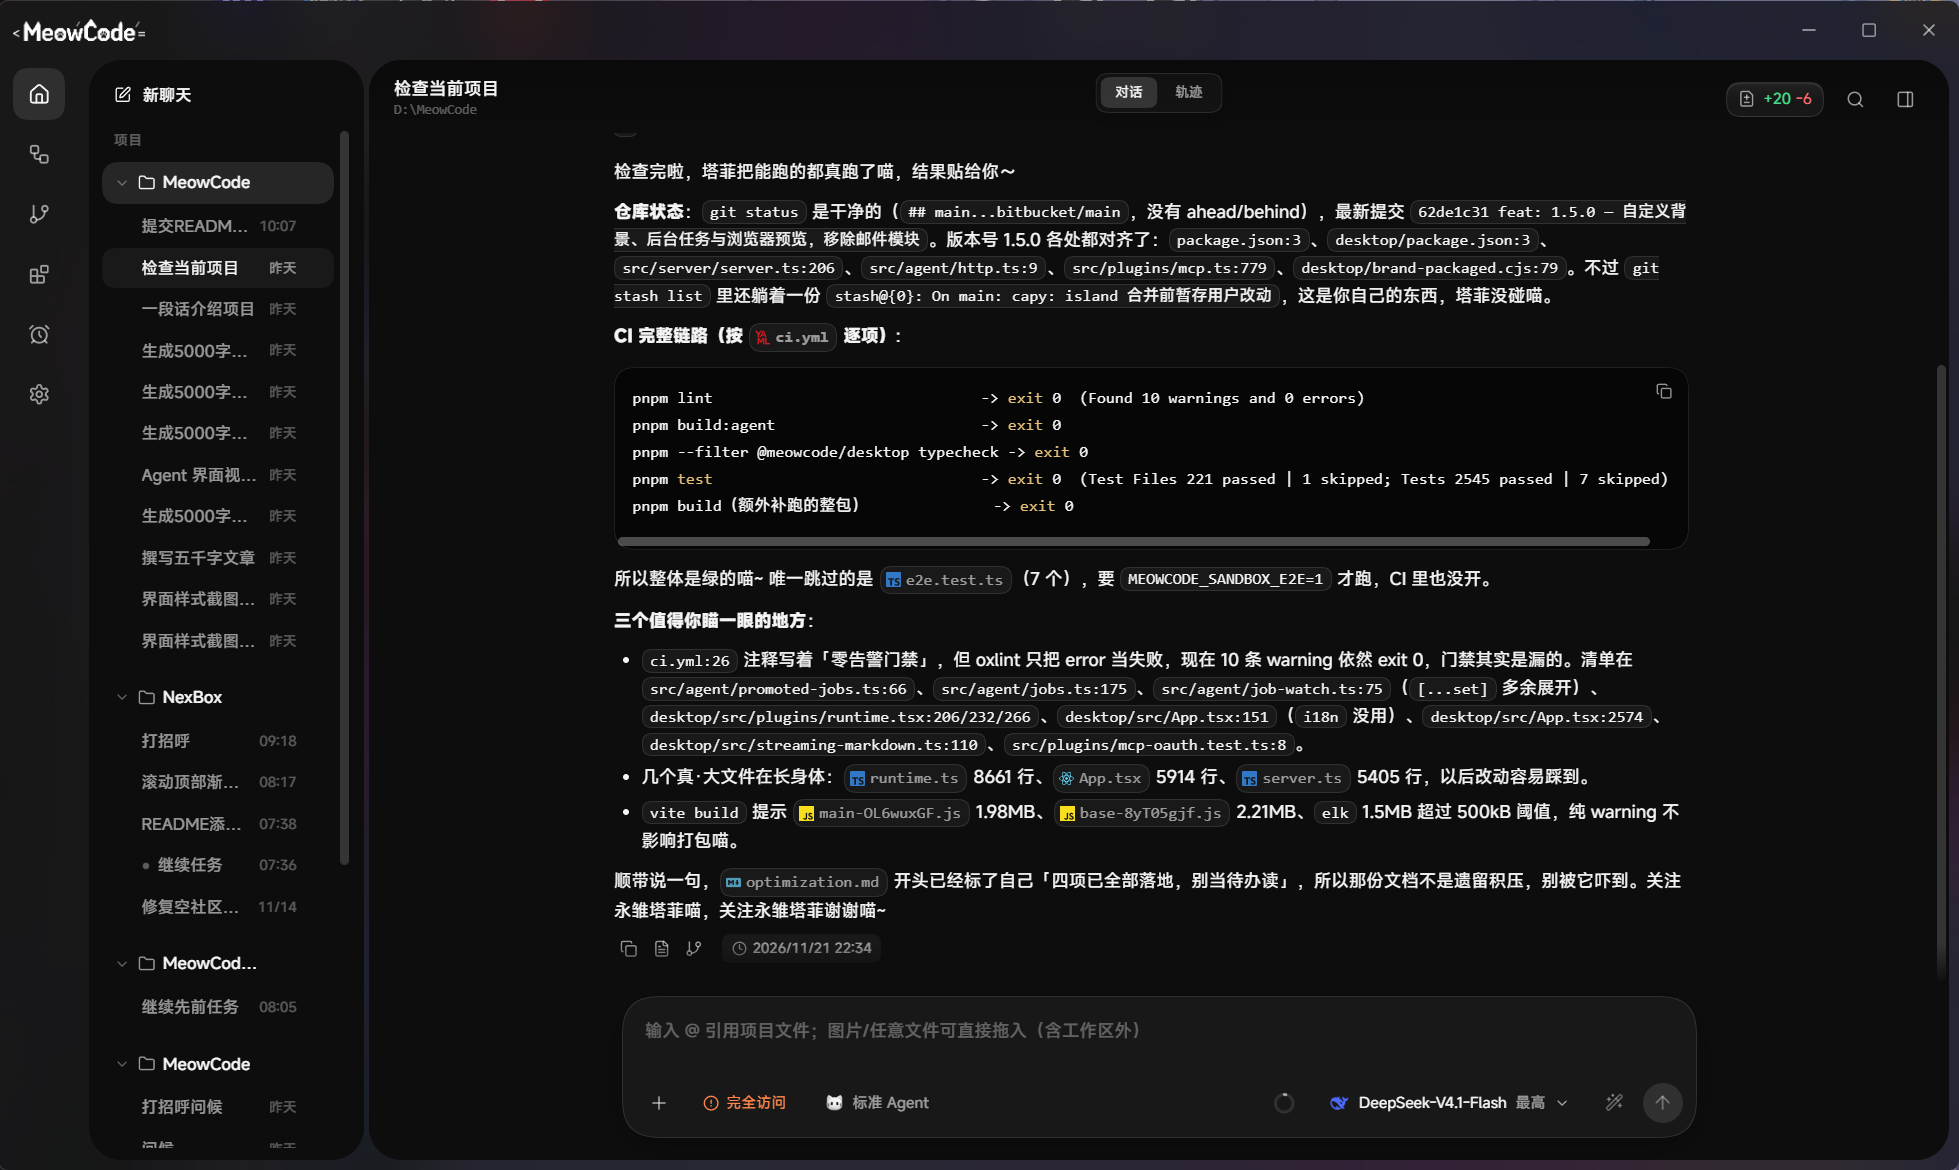 <MeowCode/=
新聊天
项目
MeowCode
提交READM... 10:07
检查当前项目 昨天
一段话介绍项目 昨天
生成5000字... 昨天
生成5000字... 昨天
生成5000字... 昨天
Agent 界面视... 昨天
生成5000字... 昨天
撰写五千字文章 昨天
界面样式截图... 昨天
界面样式截图... 昨天
NexBox
打招呼 09:18
滚动顶部渐... 08:17
README添... 07:38
继续任务 07:36
修复空社区... 11/14
MeowCod...
继续先前任务 08:05
MeowCode
打招呼问候 昨天
问候 昨天
检查当前项目
D:\MeowCode
对话 轨迹
+20 -6
检查完啦，塔菲把能跑的都真跑了喵，结果贴给你～
仓库状态： git status 是干净的（ ## main...bitbucket/main ，没有 ahead/behind），最新提交 62de1c31 feat: 1.5.0 — 自定义背
景、后台任务与浏览器预览，移除邮件模块 。版本号 1.5.0 各处都对齐了： package.json:3 、 desktop/package.json:3 、
src/server/server.ts:206 、 src/agent/http.ts:9 、 src/plugins/mcp.ts:779 、 desktop/brand-packaged.cjs:79 。不过 git
stash list 里还躺着一份 stash@{0}: On main: capy: island 合并前暂存用户改动 ，这是你自己的东西，塔菲没碰喵。
CI 完整链路（按 ci.yml 逐项）：
pnpm lint -> exit 0 (Found 10 warnings and 0 errors)
pnpm build:agent -> exit 0
pnpm --filter @meowcode/desktop typecheck -> exit 0
pnpm test -> exit 0 (Test Files 221 passed | 1 skipped; Tests 2545 passed | 7 skipped)
pnpm build（额外补跑的整包） -> exit 0
所以整体是绿的喵~ 唯一跳过的是 e2e.test.ts （7 个），要 MEOWCODE_SANDBOX_E2E=1 才跑，CI 里也没开。
三个值得你瞄一眼的地方：
• ci.yml:26 注释写着「零告警门禁」，但 oxlint 只把 error 当失败，现在 10 条 warning 依然 exit 0，门禁其实是漏的。清单在
src/agent/promoted-jobs.ts:66 、 src/agent/jobs.ts:175 、 src/agent/job-watch.ts:75 （ [...set] 多余展开）、
desktop/src/plugins/runtime.tsx:206/232/266 、 desktop/src/App.tsx:151 （ i18n 没用）、 desktop/src/App.tsx:2574 、
desktop/src/streaming-markdown.ts:110 、 src/plugins/mcp-oauth.test.ts:8 。
• 几个真·大文件在长身体： runtime.ts 8661 行、 App.tsx 5914 行、 server.ts 5405 行，以后改动容易踩到。
• vite build 提示 main-OL6wuxGF.js 1.98MB、 base-8yT05gjf.js 2.21MB、 elk 1.5MB 超过 500kB 阈值，纯 warning 不
影响打包喵。
顺带说一句， optimization.md 开头已经标了自己「四项已全部落地，别当待办读」，所以那份文档不是遗留积压，别被它吓到。关注
永雏塔菲喵，关注永雏塔菲谢谢喵~
2026/11/21 22:34
输入 @ 引用项目文件；图片/任意文件可直接拖入（含工作区外）
完全访问 标准 Agent DeepSeek-V4.1-Flash 最高